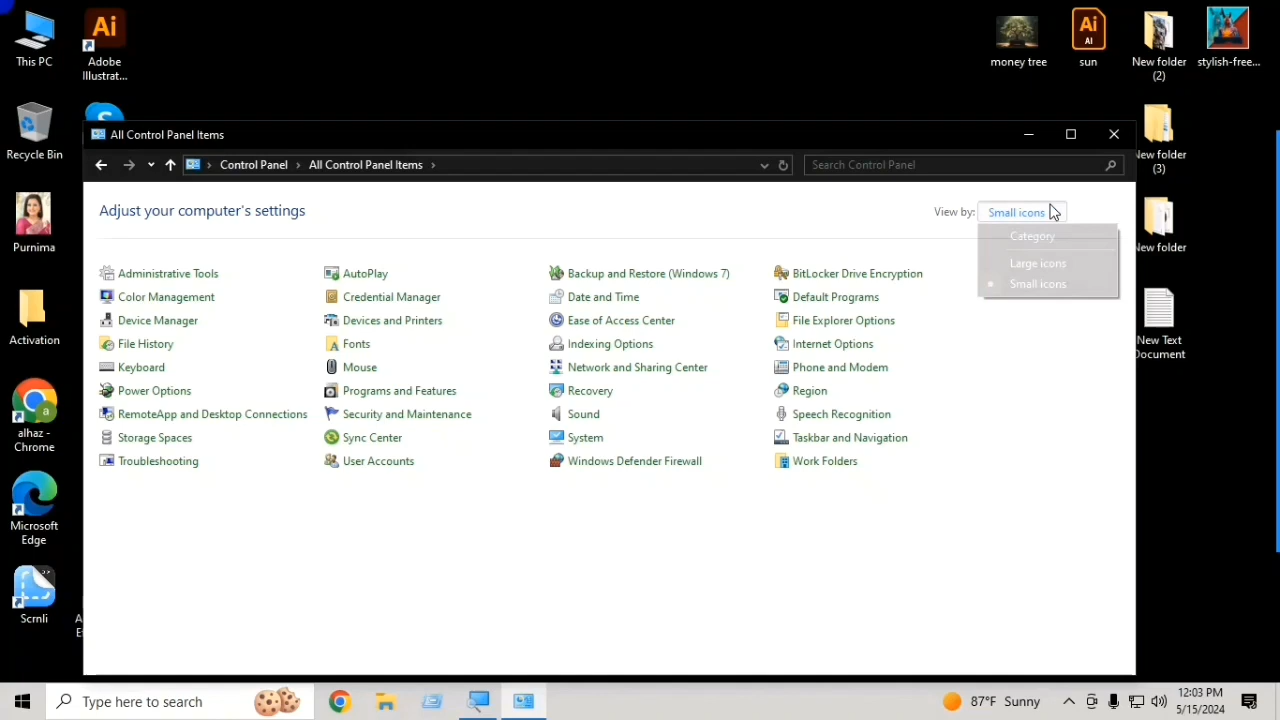 This PC
Adobe
Illustrat...
money tree
sun
New folder
(2)
stylish-free...
Recycle Bin
New folder
(3)
Purnima
New folder
Activation
New Text
Document
alhaz -
Chrome
Microsoft
Edge
Scrnli
All Control Panel Items
Control Panel
All Control Panel Items
Search Control Panel
Adjust your computer's settings
View by:
Small icons
Category
Large icons
Small icons
Administrative Tools
AutoPlay
Backup and Restore (Windows 7)
BitLocker Drive Encryption
Color Management
Credential Manager
Date and Time
Default Programs
Device Manager
Devices and Printers
Ease of Access Center
File Explorer Options
File History
Fonts
Indexing Options
Internet Options
Keyboard
Mouse
Network and Sharing Center
Phone and Modem
Power Options
Programs and Features
Recovery
Region
RemoteApp and Desktop Connections
Security and Maintenance
Sound
Speech Recognition
Storage Spaces
Sync Center
System
Taskbar and Navigation
Troubleshooting
User Accounts
Windows Defender Firewall
Work Folders
Type here to search
87°F Sunny
12:03 PM
5/15/2024